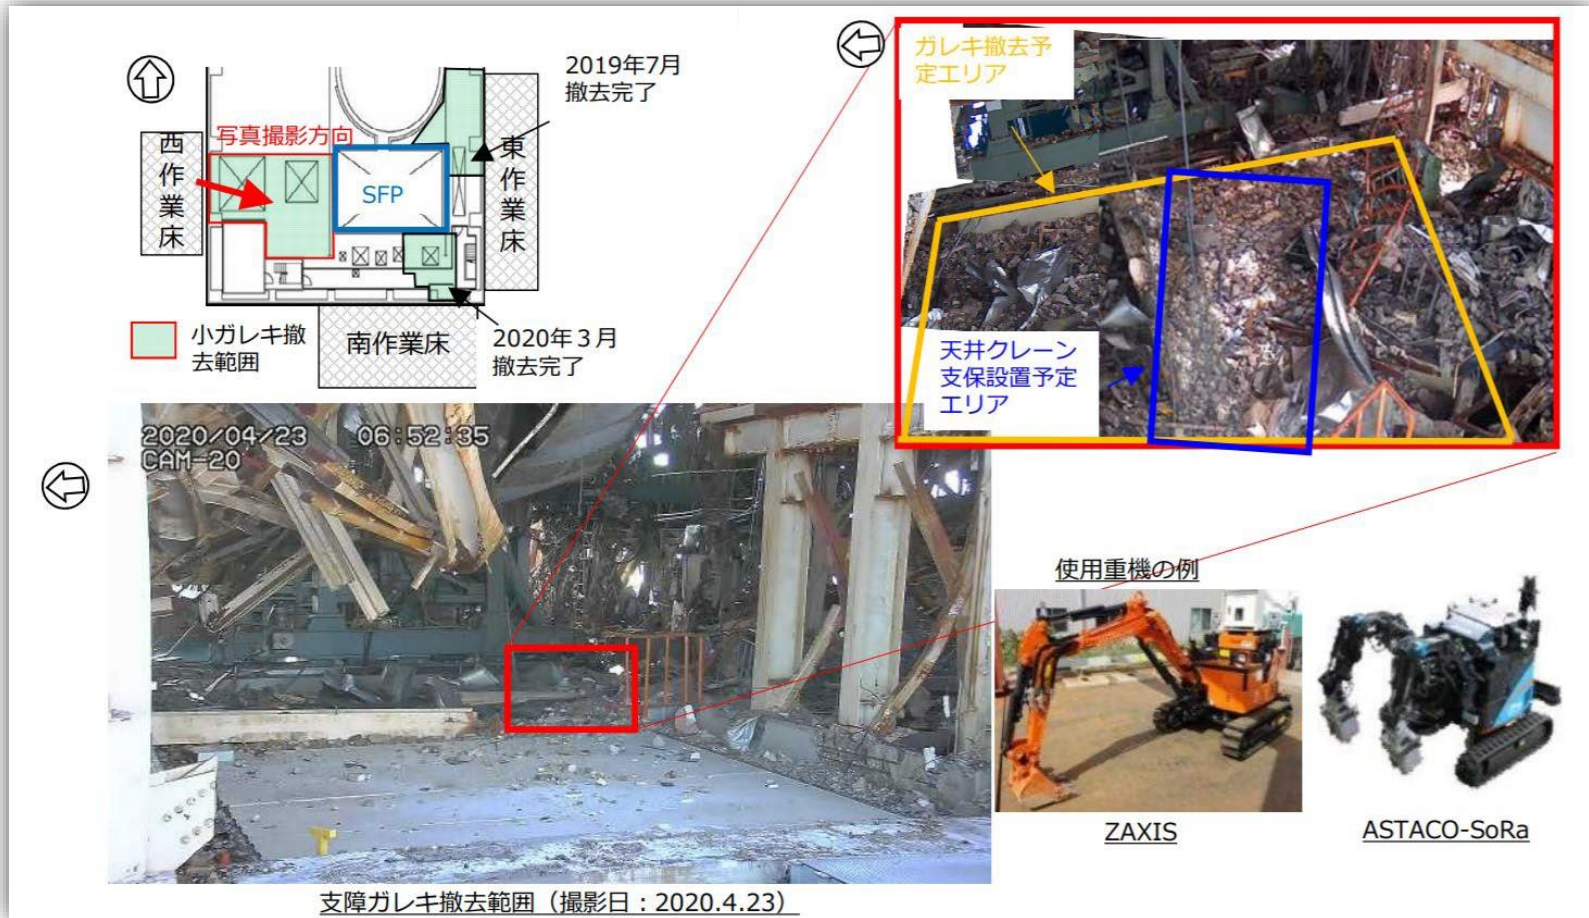 2019年7月
撤去完了
写真撮影方向
西作業床
東作業床
SFP
小ガレキ撤
去範囲
南作業床
2020年３月
撤去完了
ガレキ撤去予
定エリア
天井クレーン
支保設置予定
エリア
2020/04/23 06:52:35
CAM-20
使用重機の例
ZAXIS
ASTACO-SoRa
支障ガレキ撤去範囲（撮影日：2020.4.23）